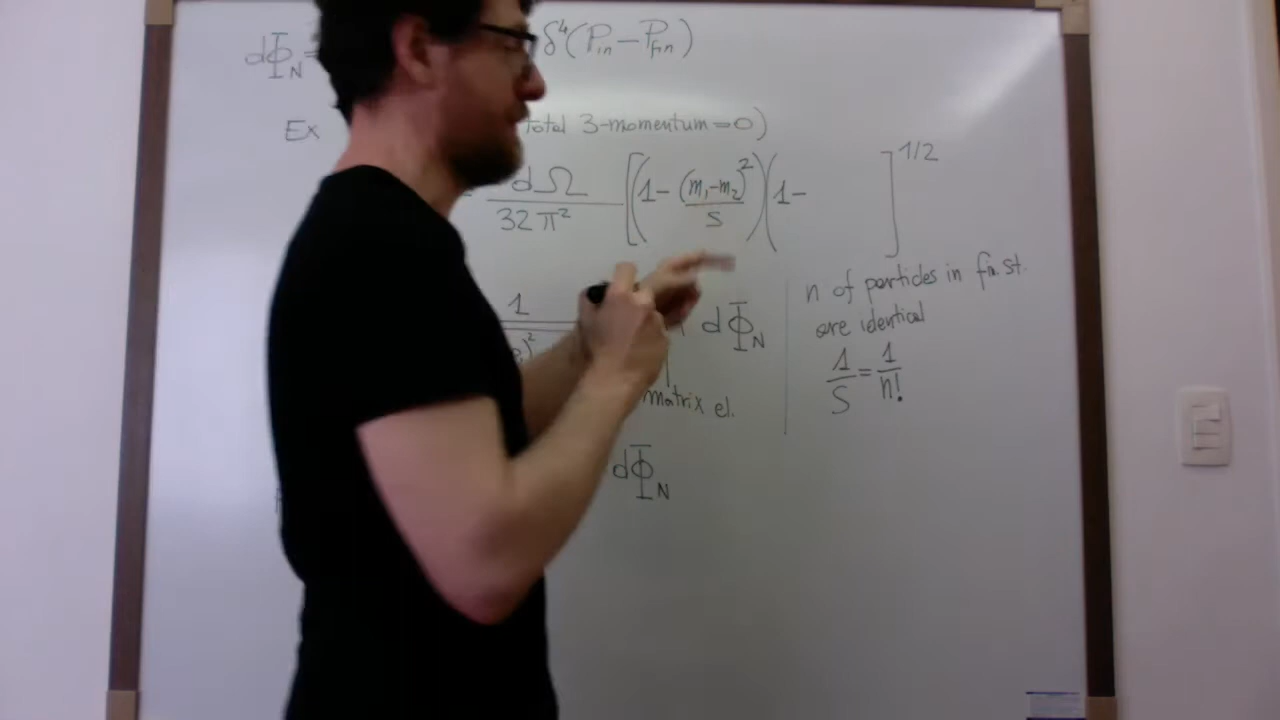 dΦ_N = δ⁴(P_in − P_fin)
Ex total 3-momentum = 0)
dΩ / 32π² [(1 − (m₁−m₂)²/s)(1 − ]^1/2
n of particles in fin. st.
are identical
1/S = 1/n!
1 dΦ_N
matrix el.
dΦ_N